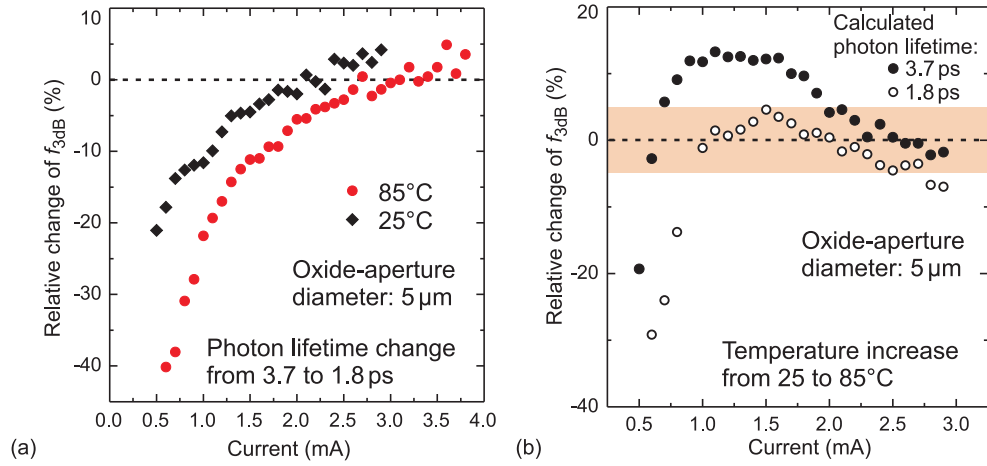 10
0
-10
-20
-30
-40
Relative change of f3dB (%)
85°C
25°C
Oxide-aperture
diameter: 5 µm
Photon lifetime change
from 3.7 to 1.8 ps
0.0 0.5 1.0 1.5 2.0 2.5 3.0 3.5 4.0
Current (mA)
(a)
20
0
-20
-40
Relative change of f3dB (%)
Calculated
photon lifetime:
3.7 ps
1.8 ps
Oxide-aperture
diameter: 5 µm
Temperature increase
from 25 to 85°C
0.5 1.0 1.5 2.0 2.5 3.0
Current (mA)
(b)